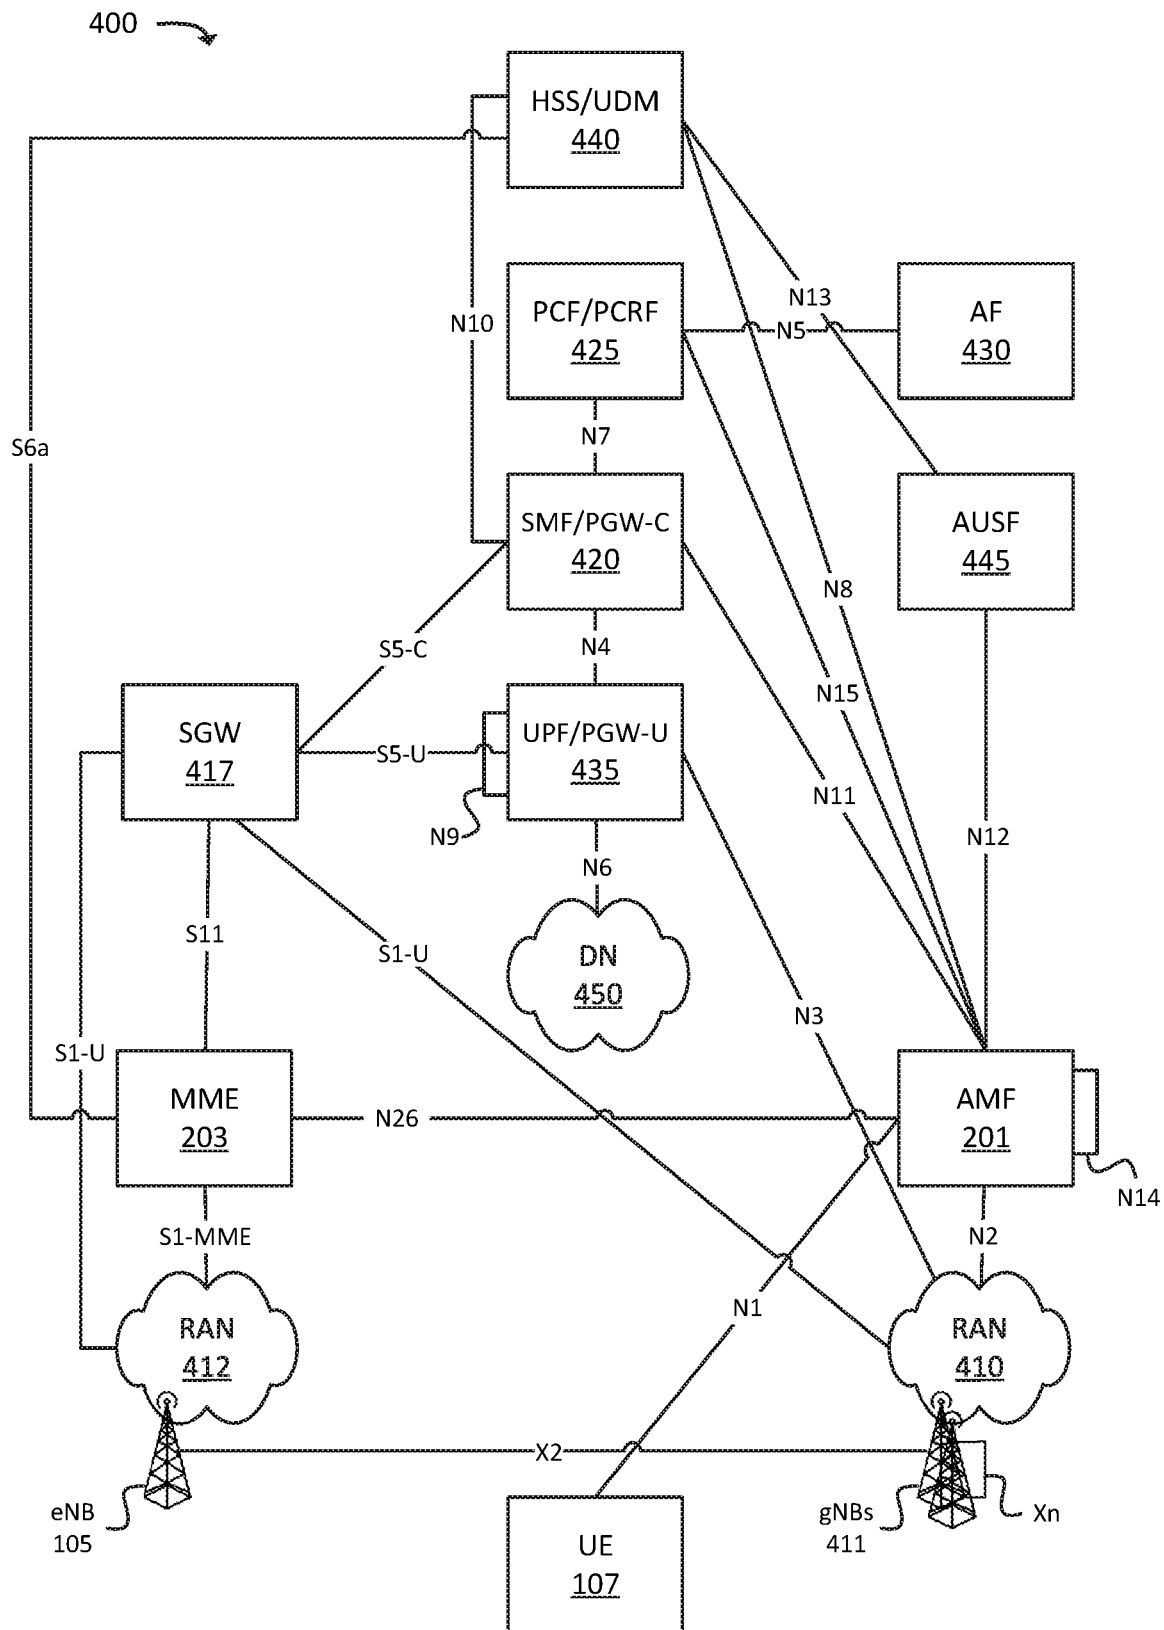 400
HSS/UDM
440
N13
N10
PCF/PCRF
425
N5
AF
430
N7
S6a
SMF/PGW-C
420
AUSF
445
N8
S5-C
N4
N15
SGW
417
S5-U
UPF/PGW-U
435
N11
N9
N12
N6
S11
S1-U
DN
450
N3
S1-U
MME
203
N26
AMF
201
N14
S1-MME
N2
N1
RAN
412
RAN
410
X2
eNB
105
gNBs
411
Xn
UE
107